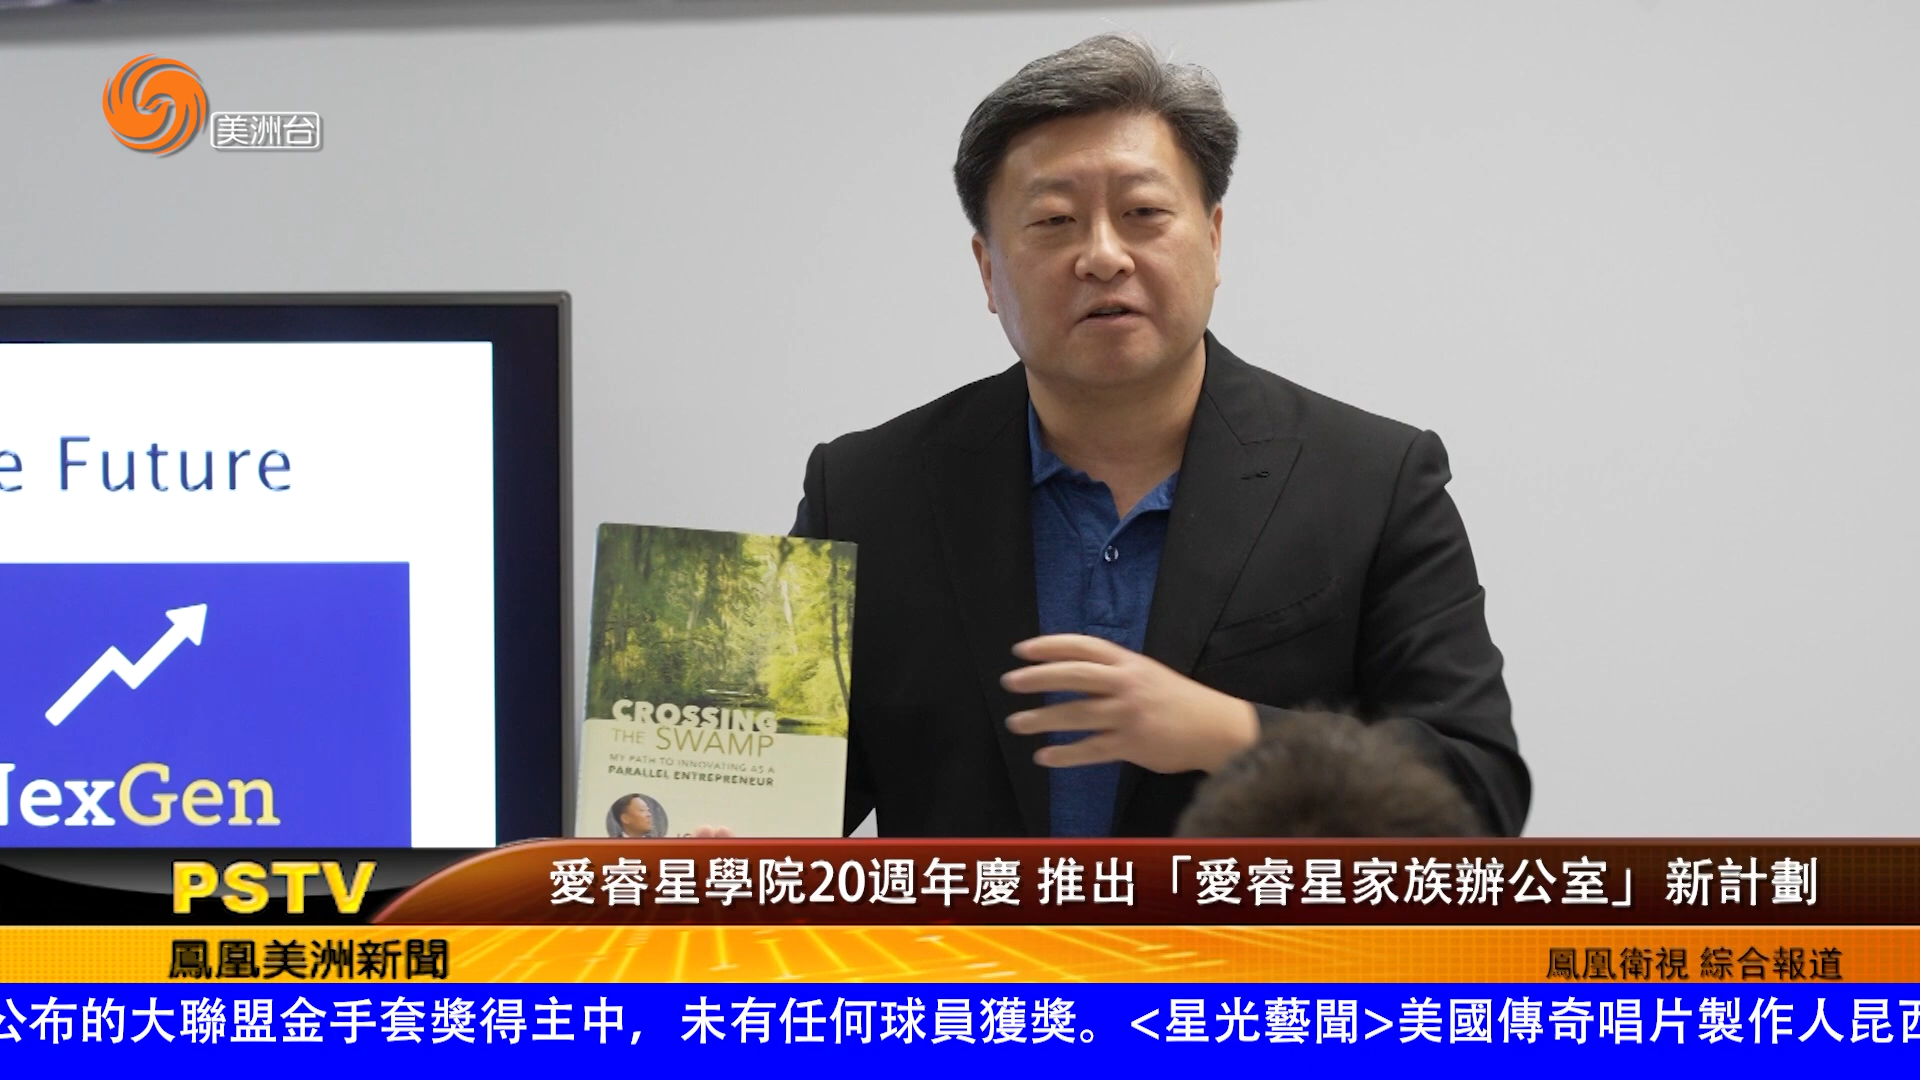 美洲台
e Future
exGen
CROSSING
THE SWAMP
MY PATH TO INNOVATING AS A
PARALLEL ENTREPRENEUR
PSTV
愛睿星學院20週年慶 推出「愛睿星家族辦公室」新計劃
鳳凰美洲新聞
鳳凰衛視 綜合報道
公布的大聯盟金手套獎得主中，未有任何球員獲獎。<星光藝聞>美國傳奇唱片製作人昆西